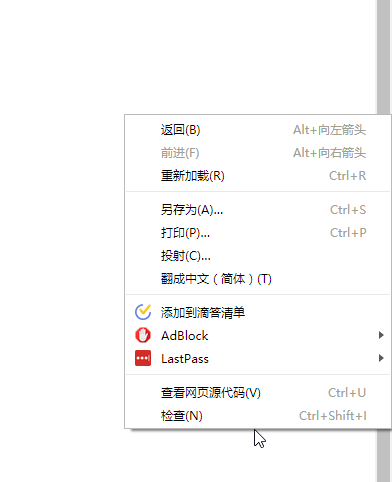 返回(B) Alt+向左箭头
前进(F) Alt+向右箭头
重新加载(R) Ctrl+R
另存为(A)... Ctrl+S
打印(P)... Ctrl+P
投射(C)...
翻成中文（简体）(T)
添加到滴答清单
AdBlock
LastPass
查看网页源代码(V) Ctrl+U
检查(N) Ctrl+Shift+I